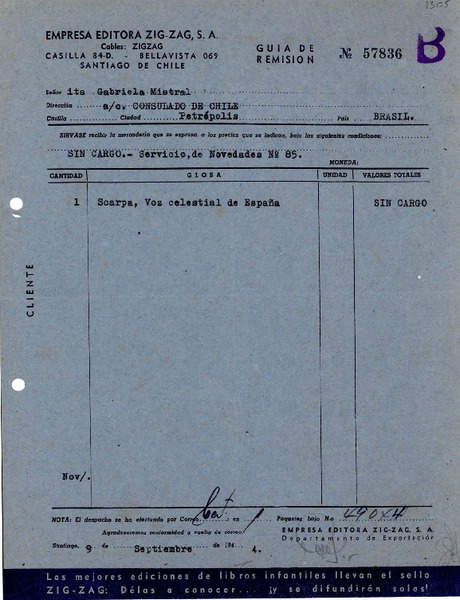 1305
EMPRESA EDITORA ZIG-ZAG, S. A.
Cables: ZIGZAG
CASILLA 84-D. - BELLAVISTA 069
SANTIAGO DE CHILE
GUIA DE
REMISION
№ 57836
B
Señor ita Gabriela Mistral
Dirección a/c. CONSULADO DE CHILE
Casilla Ciudad Petrópolis País BRASIL.
SIRVASE recibir la mercadería que se expresa, a los precios que se indican, bajo las siguientes condiciones:
SIN CARGO.- Servicio de Novedades Nº 85.
MONEDA:
CANTIDAD GLOSA UNIDAD VALORES TOTALES
1 Scarpa, Voz celestial de España SIN CARGO
CLIENTE
Nov/.
NOTA: El despacho se ha efectuado por Correo Cert. en 1 Paquetes bajo No 49044
Agradeceremos conformidad a vuelta de correo.
EMPRESA EDITORA ZIG-ZAG, S. A.
Departamento de Exportación
Santiago, 9 de Septiembre de 194 4.
Las mejores ediciones de libros infantiles llevan el sello
ZIG-ZAG: Délas a conocer... ¡y se difundirán solos!